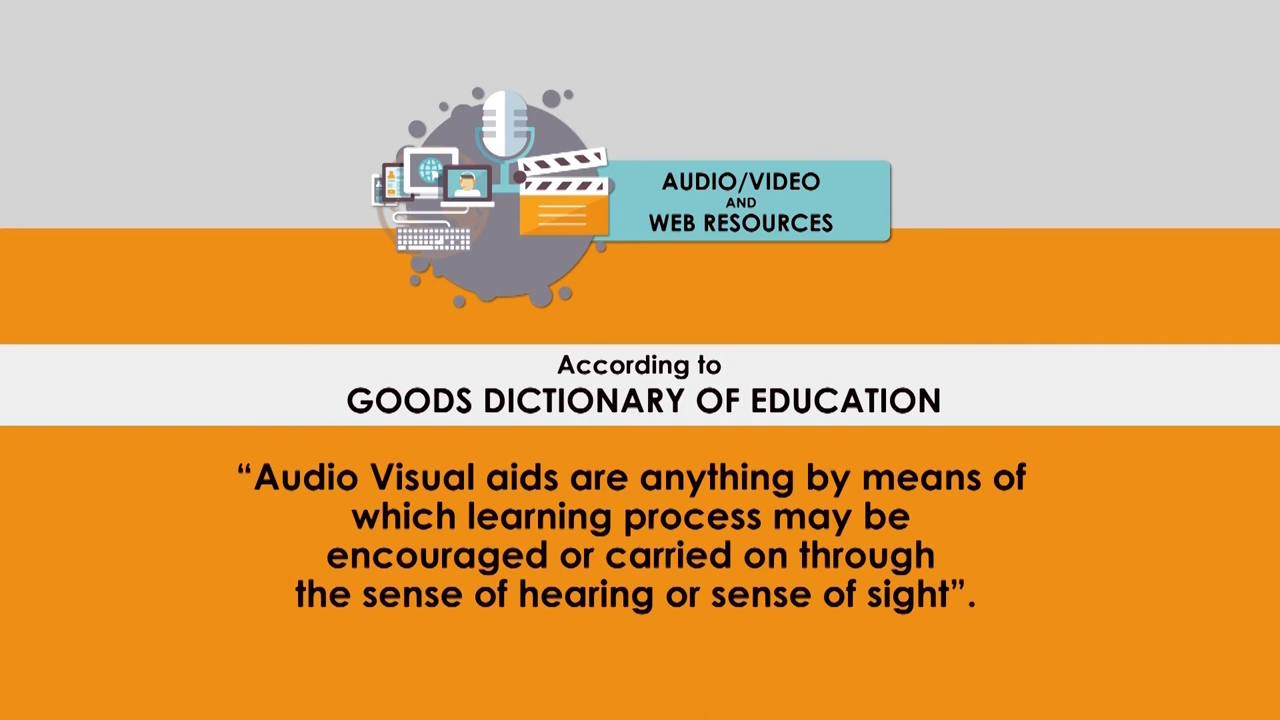 AUDIO/VIDEO
AND
WEB RESOURCES
According to
GOODS DICTIONARY OF EDUCATION
“Audio Visual aids are anything by means of
which learning process may be
encouraged or carried on through
the sense of hearing or sense of sight”.